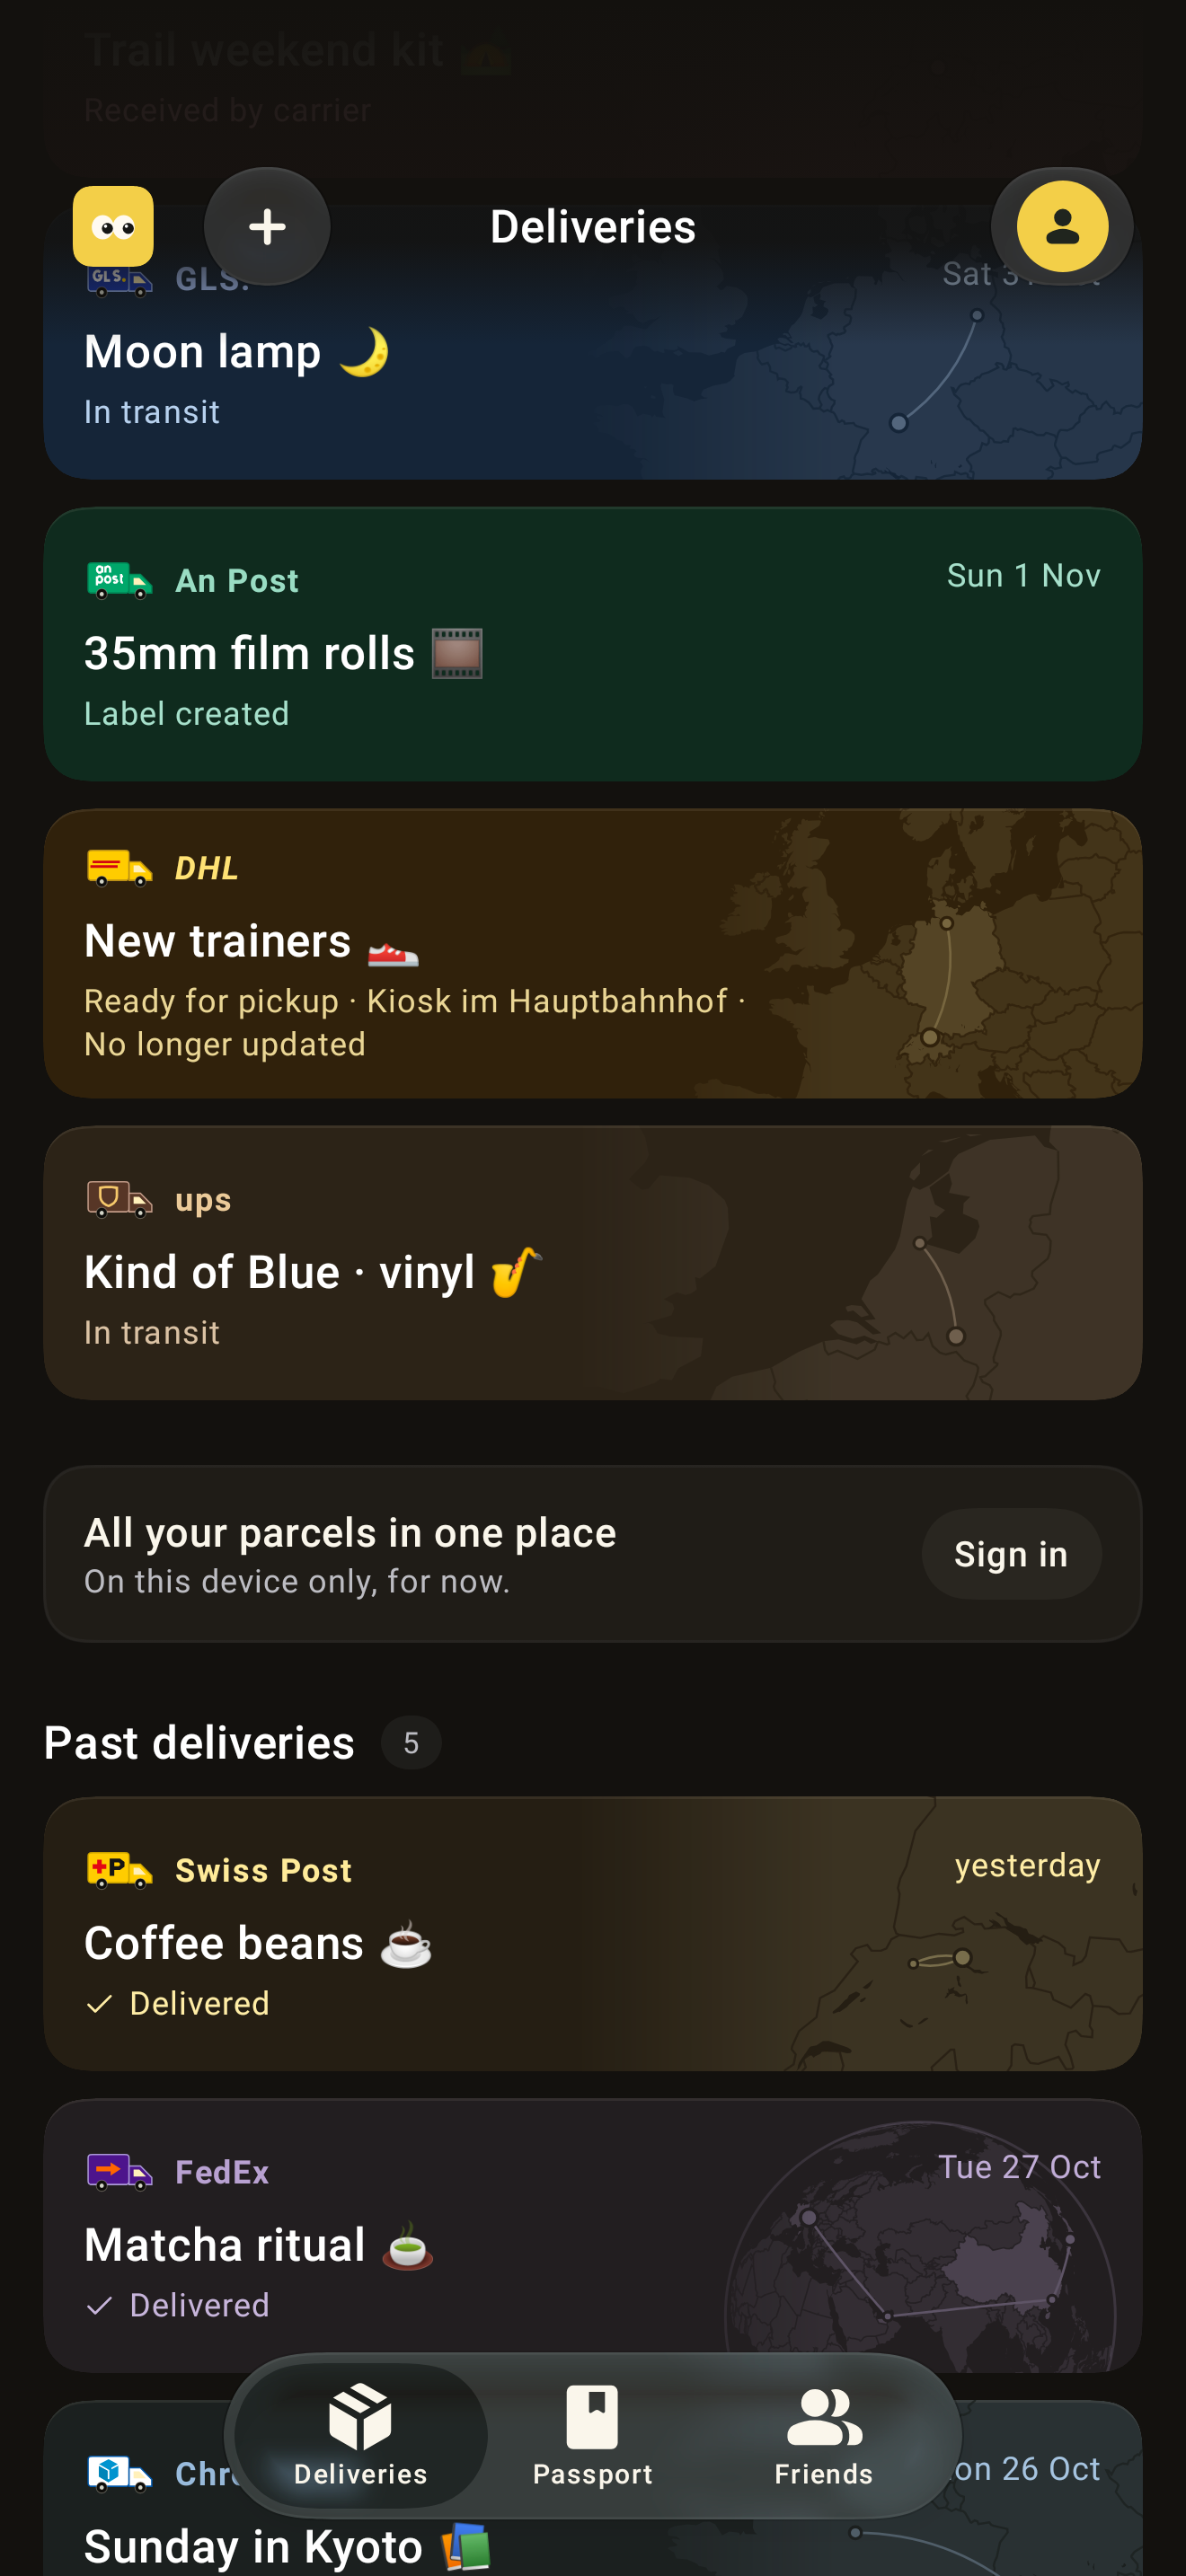 Trail weekend kit
Received by carrier
Deliveries
GLS.
GLS.
Sat
Moon lamp
In transit
an post
An Post
Sun 1 Nov
35mm film rolls
Label created
DHL
New trainers
Ready for pickup · Kiosk im Hauptbahnhof ·
No longer updated
ups
Kind of Blue · vinyl
In transit
All your parcels in one place
On this device only, for now.
Sign in
Past deliveries 5
P
Swiss Post
yesterday
Coffee beans
Delivered
FedEx
Tue 27 Oct
Matcha ritual
Delivered
26 Oct
Sunday in Kyoto
Deliveries
Passport
Friends